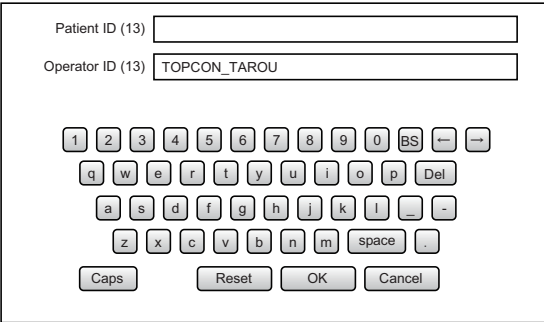 Patient ID (13)
Operator ID (13) TOPCON_TAROU
1 2 3 4 5 6 7 8 9 0 BS ← →
q w e r t y u i o p Del
a s d f g h j k l _ -
z x c v b n m space .
Caps Reset OK Cancel